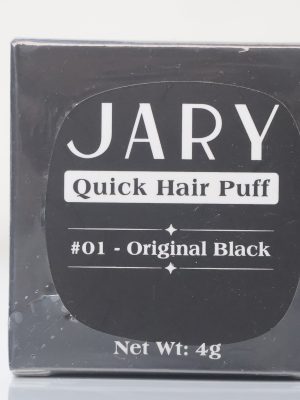 JARY
Quick Hair Puff
#01 - Original Black
Net Wt: 4g